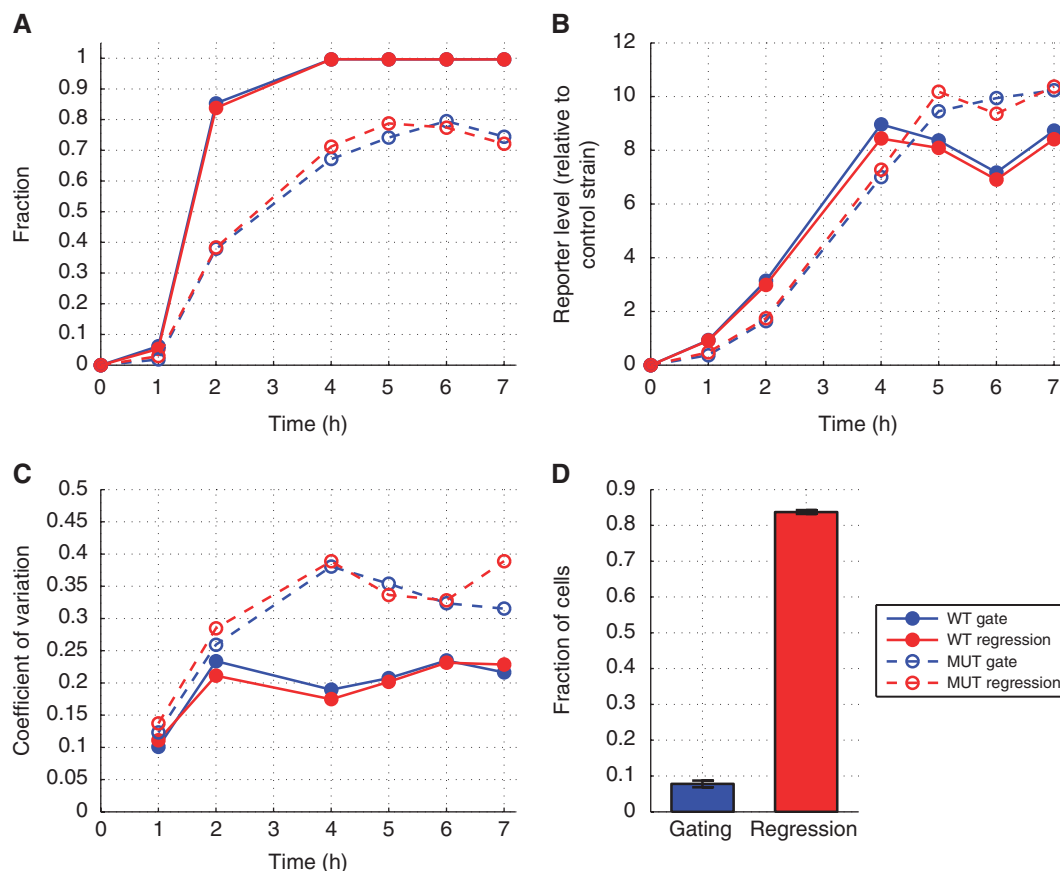 A
1
0.9
0.8
0.7
0.6
0.5
0.4
0.3
0.2
0.1
0
Fraction
0 1 2 3 4 5 6 7
Time (h)
B
12
10
8
6
4
2
0
Reporter level (relative to
control strain)
0 1 2 3 4 5 6 7
Time (h)
C
0.5
0.45
0.4
0.35
0.3
0.25
0.2
0.15
0.1
0.05
0
Coefficient of variation
0 1 2 3 4 5 6 7
Time (h)
D
0.9
0.8
0.7
0.6
0.5
0.4
0.3
0.2
0.1
0
Fraction of cells
Gating Regression
WT gate
WT regression
MUT gate
MUT regression